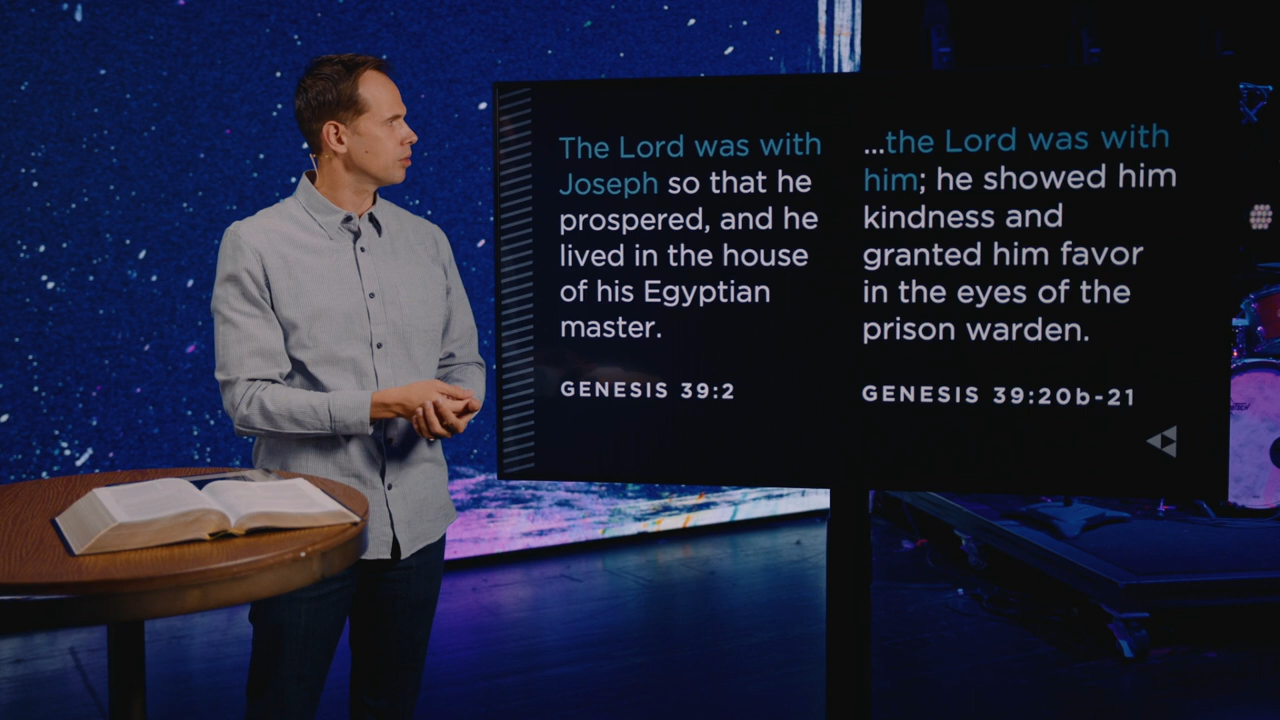 The Lord was with
Joseph so that he
prospered, and he
lived in the house
of his Egyptian
master.
GENESIS 39:2
...the Lord was with
him; he showed him
kindness and
granted him favor
in the eyes of the
prison warden.
GENESIS 39:20b-21